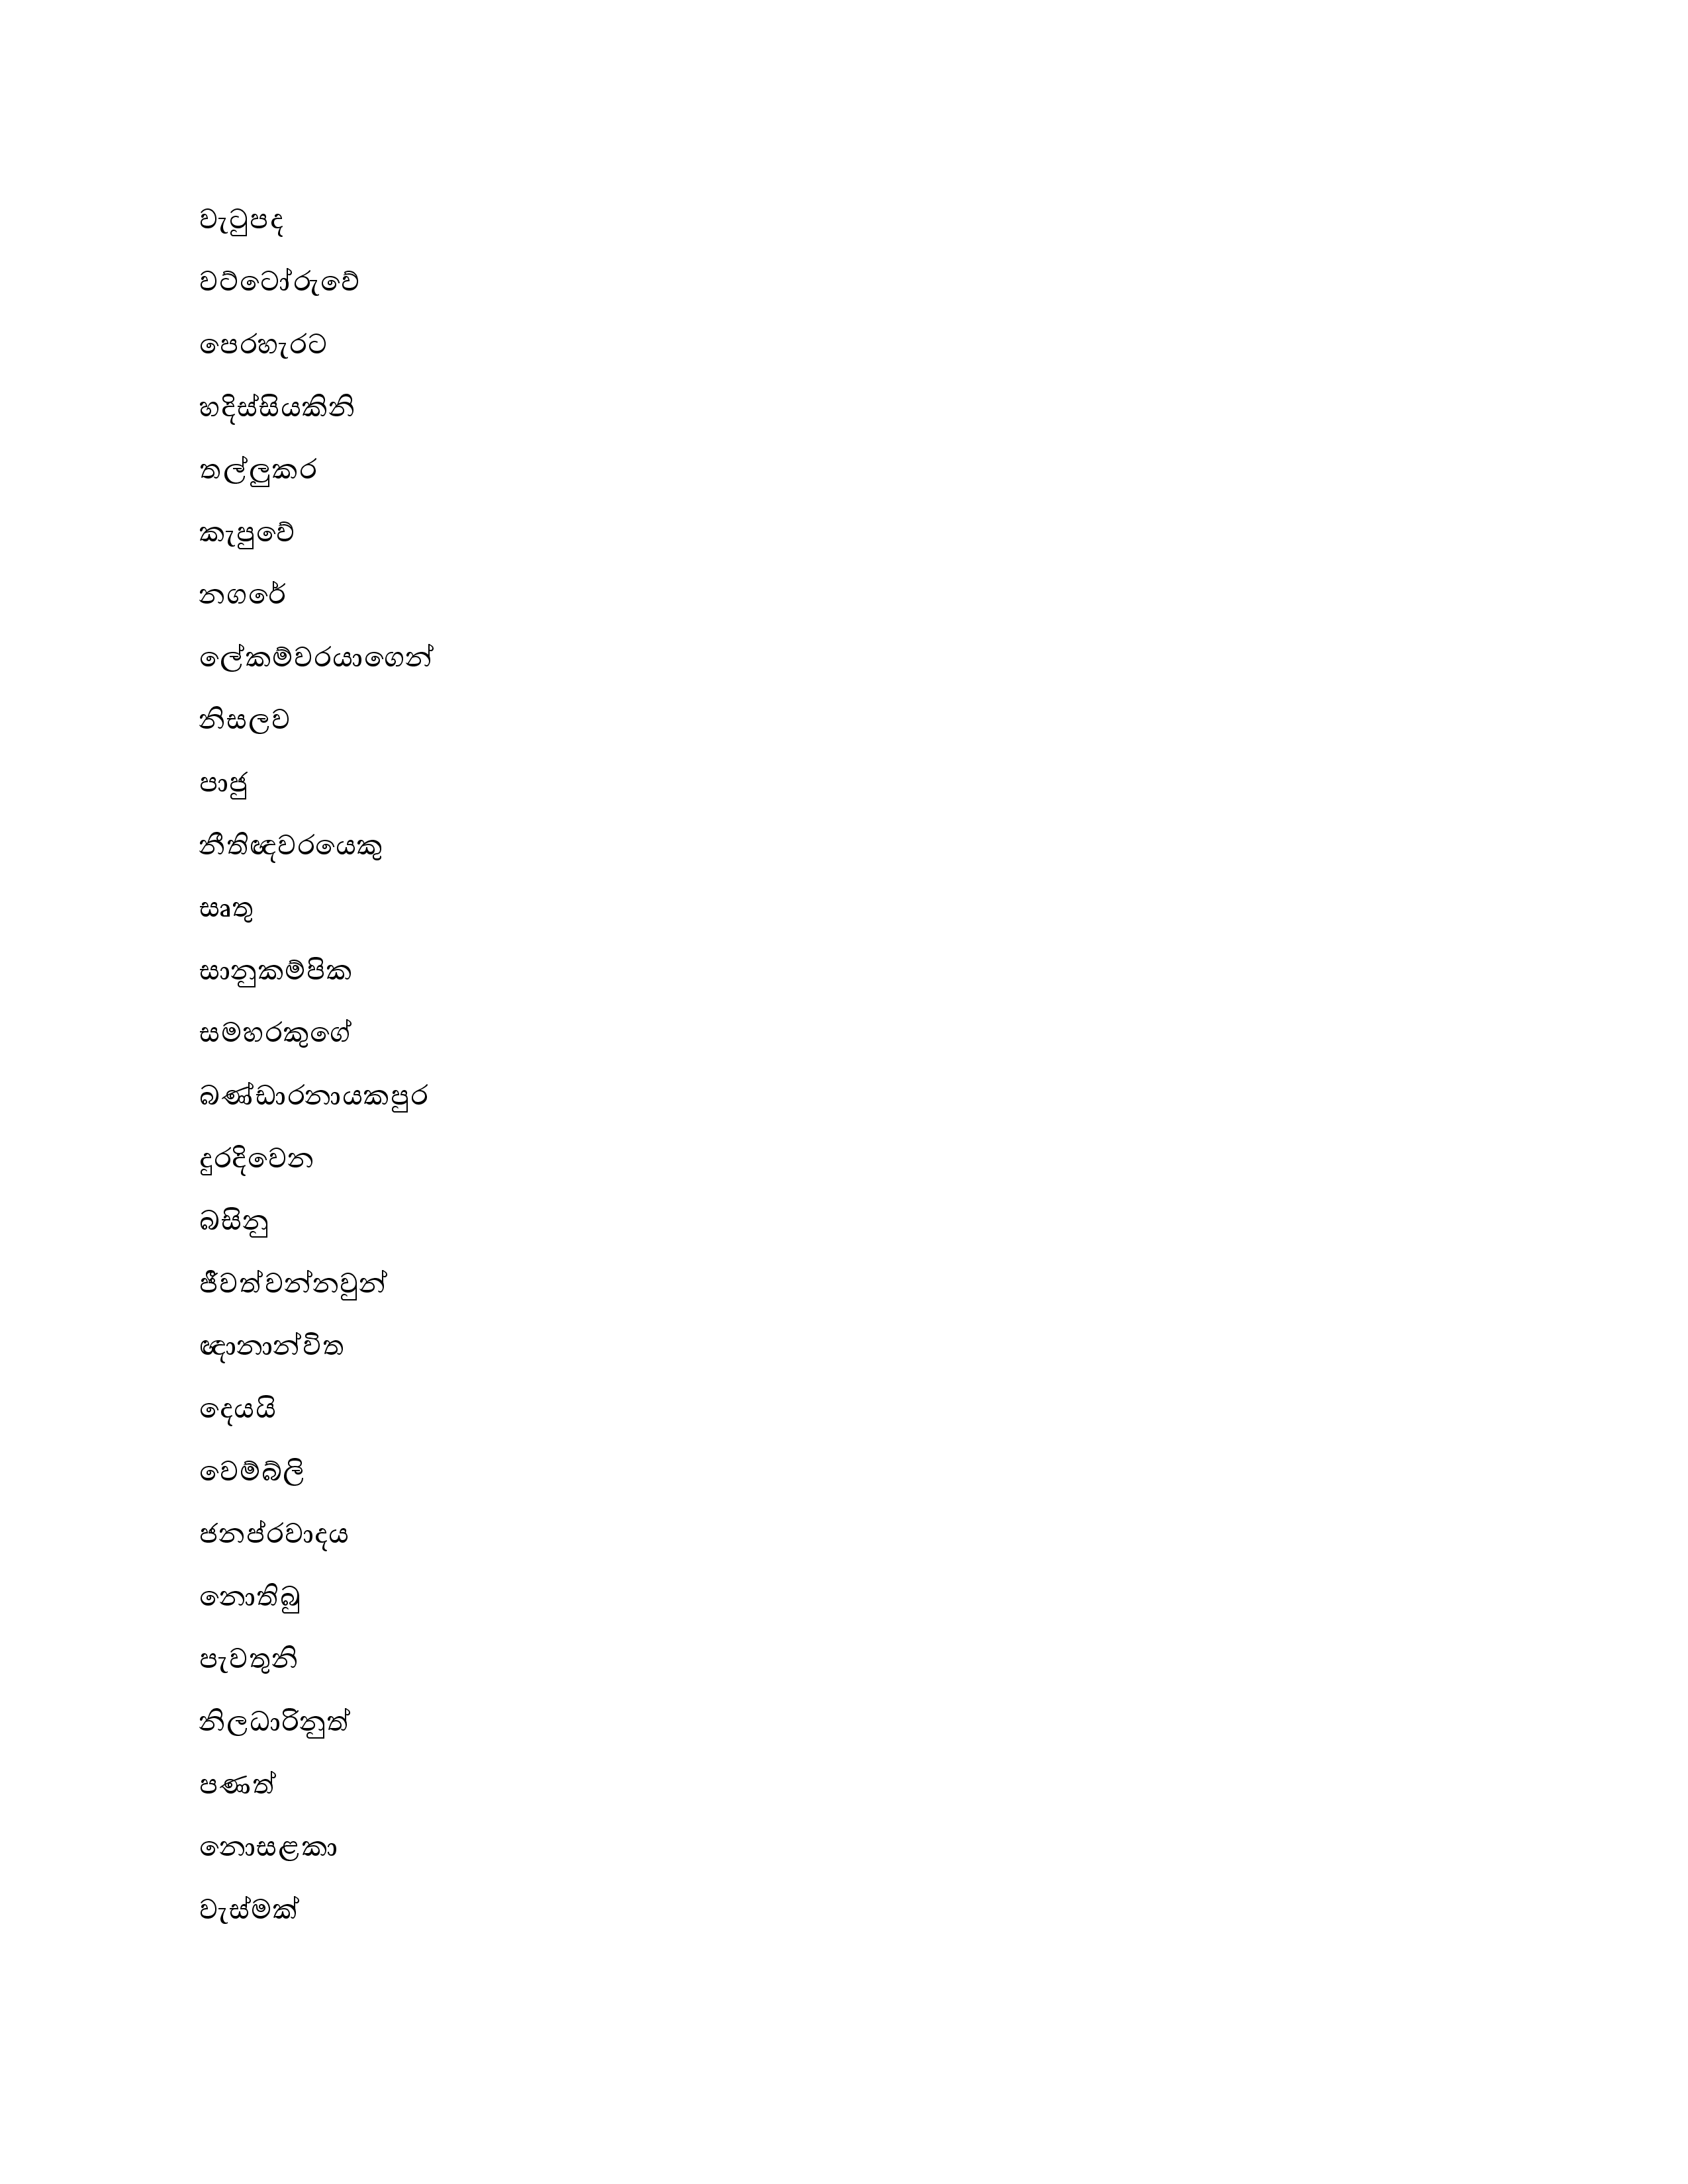 වැටුපද
වට්ටෝරුවේ
පෙරහැරට
හදිස්සියකිනි
තල්ලුකර
කැපුවේ
නගරේ
ලේකම්වරයාගෙන්
නිසලව
පාජු
නීතිඥවරයෙකු
සෘතු
සානුකම්පික
සමහරකුගේ
බණ්ඩාරනායකපුර
දුරදිවෙන
බසිනු
ජීවත්වන්නවුන්
ඥානාන්විත
දෙයයි
වෙම්බ්ලි
ජනප්රවාදය
නොතිබු
පැවතුනි
නිලධාරිනුත්
පණත්
නොසළකා
වැස්මක්